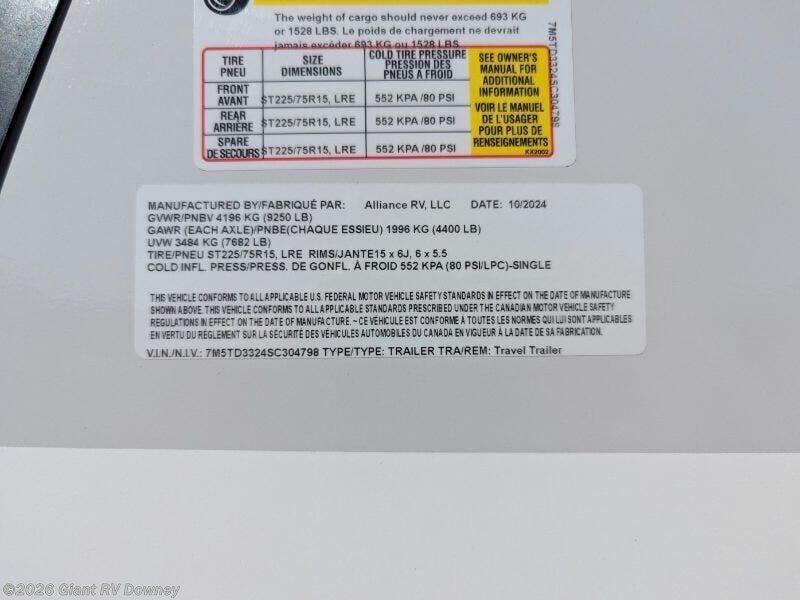 The weight of cargo should never exceed 693 KG
or 1528 LBS. Le poids de chargement ne devrait
jamais excéder 693 KG ou 1528 LBS
TIRE PNEU SIZE DIMENSIONS COLD TIRE PRESSURE PRESSION DES PNEUS A FROID
FRONT AVANT ST225/75R15, LRE 552 KPA /80 PSI
REAR ARRIÈRE ST225/75R15, LRE 552 KPA /80 PSI
SPARE DE SECOURS ST225/75R15, LRE 552 KPA /80 PSI
SEE OWNER'S
MANUAL FOR
ADDITIONAL
INFORMATION
VOIR LE MANUEL
DE L'USAGER
POUR PLUS DE
RENSEIGNEMENTS
KX2002
7M5TD3324SC304798
MANUFACTURED BY/FABRIQUÉ PAR: Alliance RV, LLC DATE: 10/2024
GVWR/PNBV 4196 KG (9250 LB)
GAWR (EACH AXLE)/PNBE(CHAQUE ESSIEU) 1996 KG (4400 LB)
UVW 3484 KG (7682 LB)
TIRE/PNEU ST225/75R15, LRE RIMS/JANTE15 x 6J, 6 x 5.5
COLD INFL. PRESS/PRESS. DE GONFL. À FROID 552 KPA (80 PSI/LPC)-SINGLE
THIS VEHICLE CONFORMS TO ALL APPLICABLE U.S. FEDERAL MOTOR VEHICLE SAFETY STANDARDS IN EFFECT ON THE DATE OF MANUFACTURE
SHOWN ABOVE. THIS VEHICLE CONFORMS TO ALL APPLICABLE STANDARDS PRESCRIBED UNDER THE CANADIAN MOTOR VEHICLE SAFETY
REGULATIONS IN EFFECT ON THE DATE OF MANUFACTURE. ~ CE VÉHICULE EST CONFORME À TOUTES LES NORMES QUI LUI SONT APPLICABLES
EN VERTU DU RÈGLEMENT SUR LA SÉCURITÉ DES VÉHICULES AUTOMOBILES DU CANADA EN VIGUEUR À LA DATE DE SA FABRICATION.
V.I.N./N.I.V.: 7M5TD3324SC304798 TYPE/TYPE: TRAILER TRA/REM: Travel Trailer
©2026 Giant RV Downey